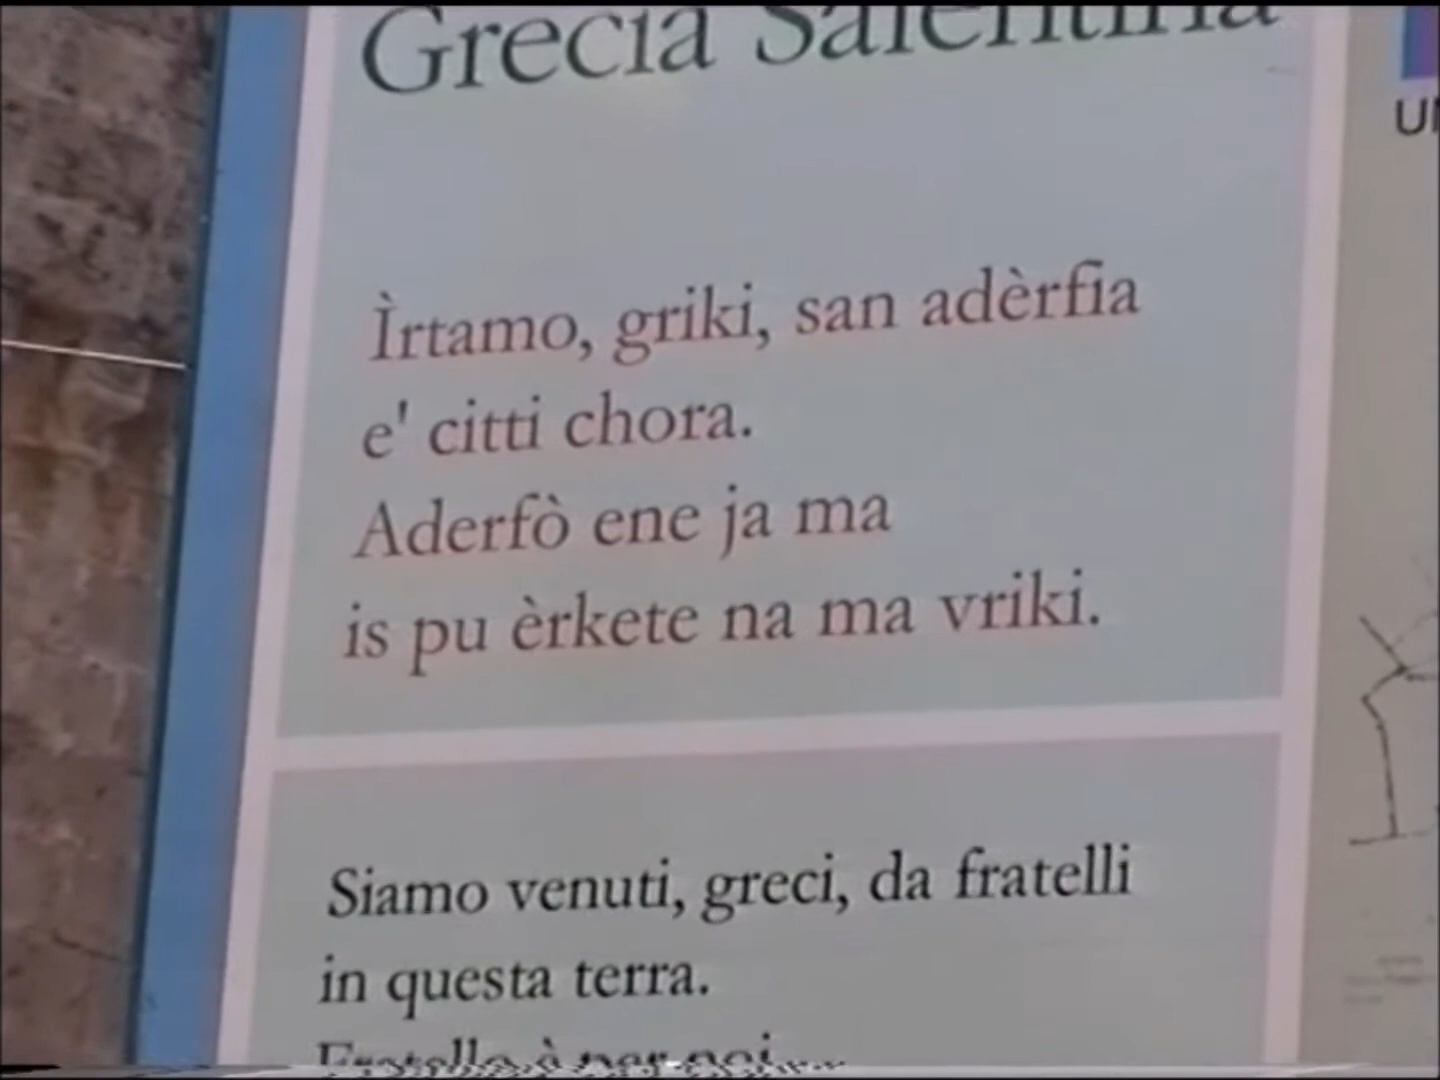 Grecia Salentina
Ìrtamo, griki, san adèrfia
e' citti chora.
Aderfò ene ja ma
is pu èrkete na ma vriki.
Siamo venuti, greci, da fratelli
in questa terra.
Fratello è per noi